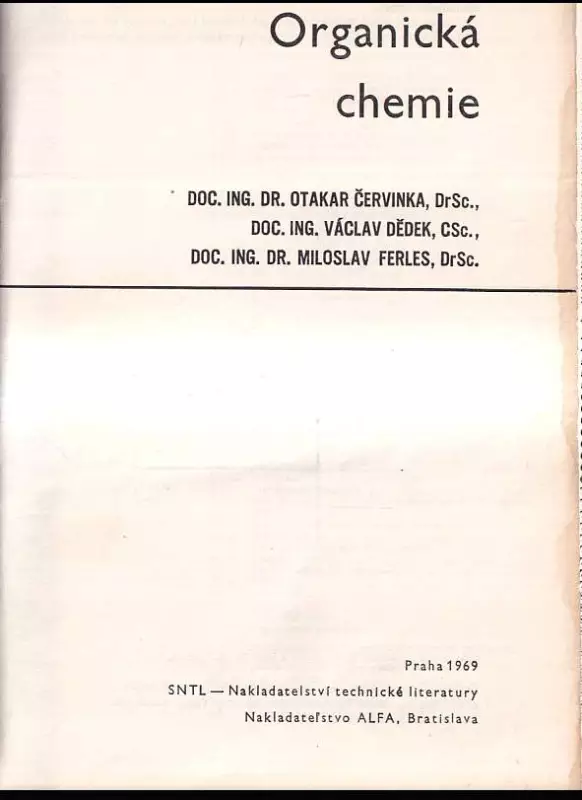 Organická
chemie
DOC. ING. DR. OTAKAR ČERVINKA, DrSc.,
DOC. ING. VÁCLAV DĚDEK, CSc.,
DOC. ING. DR. MILOSLAV FERLES, DrSc.
Praha 1969
SNTL — Nakladatelství technické literatury
Nakladateľstvo ALFA, Bratislava